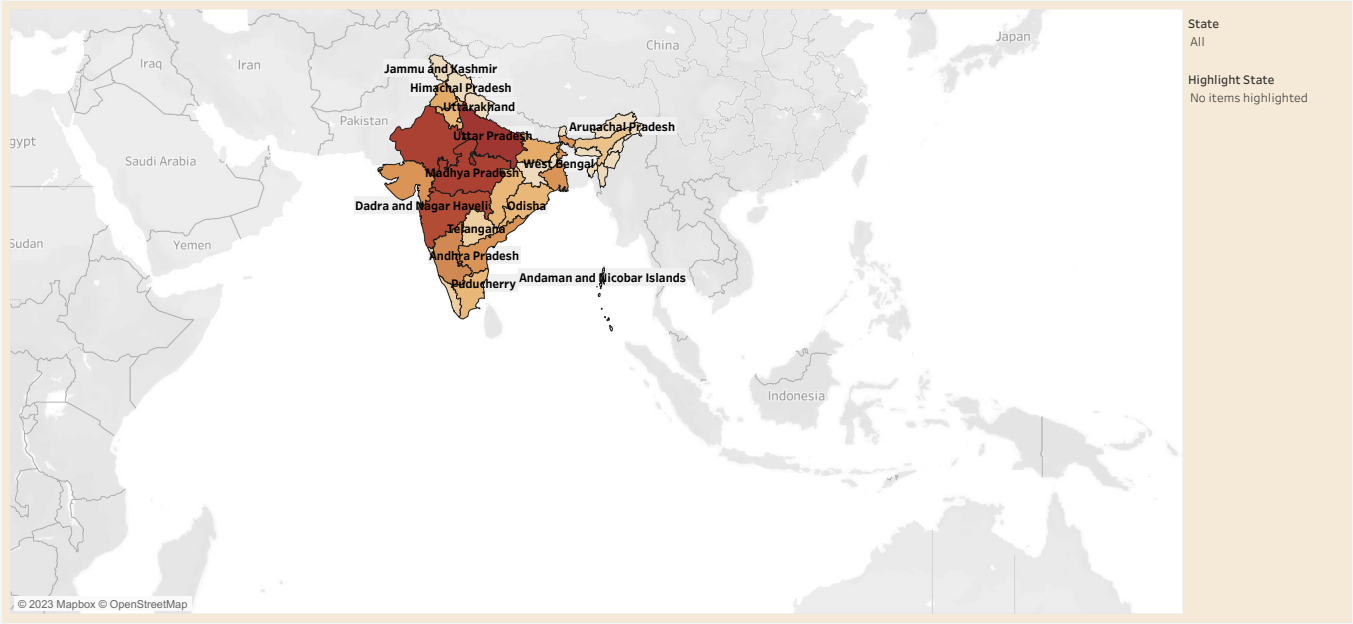 State
All
Highlight State
No items highlighted
Japan
China
Iraq
Iran
Jammu and Kashmir
Himachal Pradesh
Uttarakhand
Pakistan
Arunachal Pradesh
Uttar Pradesh
gypt
Saudi Arabia
West Bengal
Madhya Pradesh
Dadra and Nagar Haveli
Odisha
Telangana
Sudan
Yemen
Andhra Pradesh
Andaman and Nicobar Islands
Puducherry
Indonesia
© 2023 Mapbox © OpenStreetMap